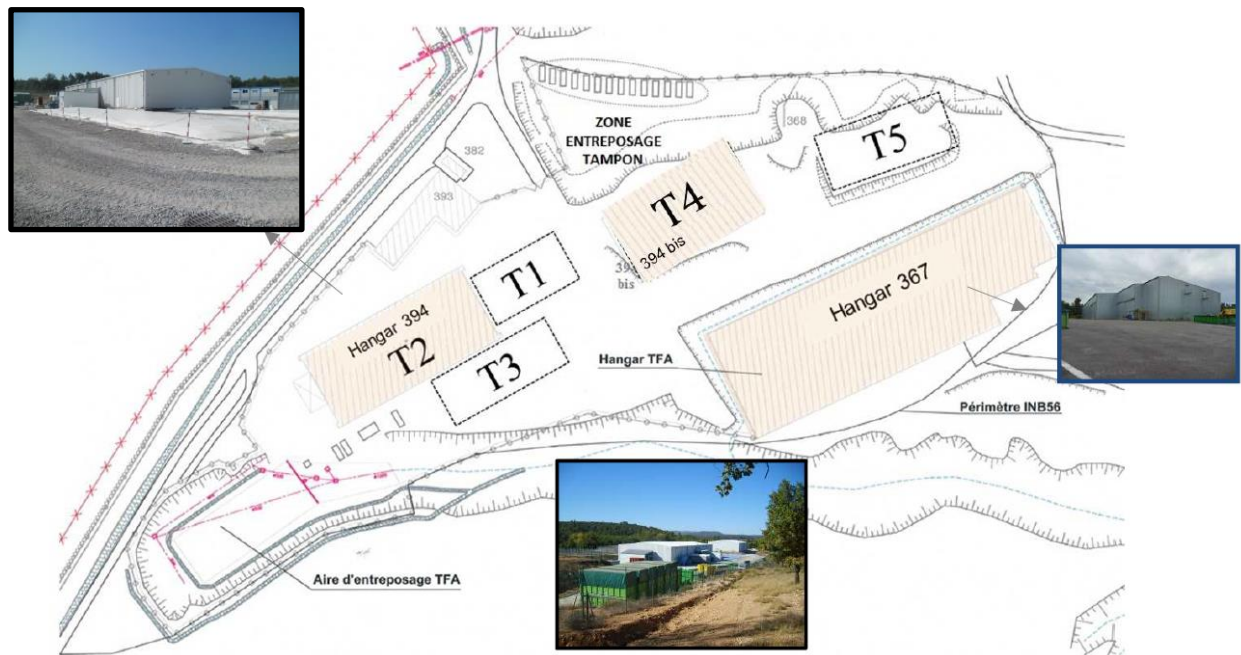 ZONE
ENTREPOSAGE
TAMPON
368
T5
382
393
T4
394 bis
bis
T1
Hangar 394
T2
T3
Hangar 367
Hangar TFA
Périmètre INB56
Aire d'entreposage TFA